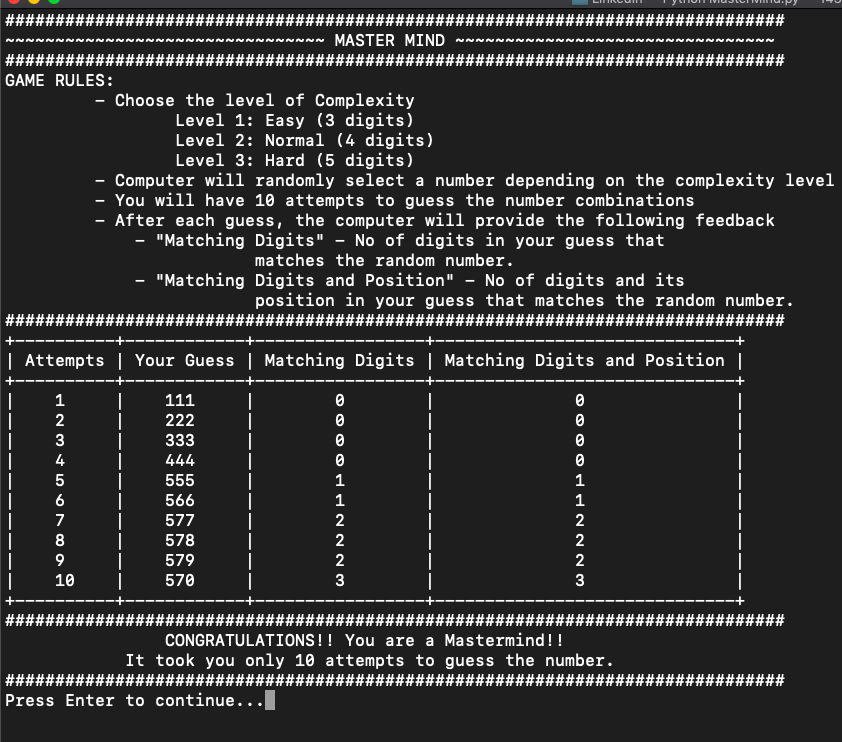 LinkedIn — Python MasterMind.py —
##############################################################################
~~~~~~~~~~~~~~~~~~~~~~~~~~~~~~~~ MASTER MIND ~~~~~~~~~~~~~~~~~~~~~~~~~~~~~~~~
##############################################################################
GAME RULES:
         – Choose the level of Complexity
                 Level 1: Easy (3 digits)
                 Level 2: Normal (4 digits)
                 Level 3: Hard (5 digits)
         – Computer will randomly select a number depending on the complexity level
         – You will have 10 attempts to guess the number combinations
         – After each guess, the computer will provide the following feedback
             – "Matching Digits" – No of digits in your guess that
                         matches the random number.
             – "Matching Digits and Position" – No of digits and its
                         position in your guess that matches the random number.
##############################################################################
+----------+------------+-----------------+------------------------------+
| Attempts | Your Guess | Matching Digits | Matching Digits and Position |
+----------+------------+-----------------+------------------------------+
|    1     |    111     |        0        |              0               |
|    2     |    222     |        0        |              0               |
|    3     |    333     |        0        |              0               |
|    4     |    444     |        0        |              0               |
|    5     |    555     |        1        |              1               |
|    6     |    566     |        1        |              1               |
|    7     |    577     |        2        |              2               |
|    8     |    578     |        2        |              2               |
|    9     |    579     |        2        |              2               |
|    10    |    570     |        3        |              3               |
+----------+------------+-----------------+------------------------------+
##############################################################################
                CONGRATULATIONS!! You are a Mastermind!!
            It took you only 10 attempts to guess the number.
##############################################################################
Press Enter to continue...